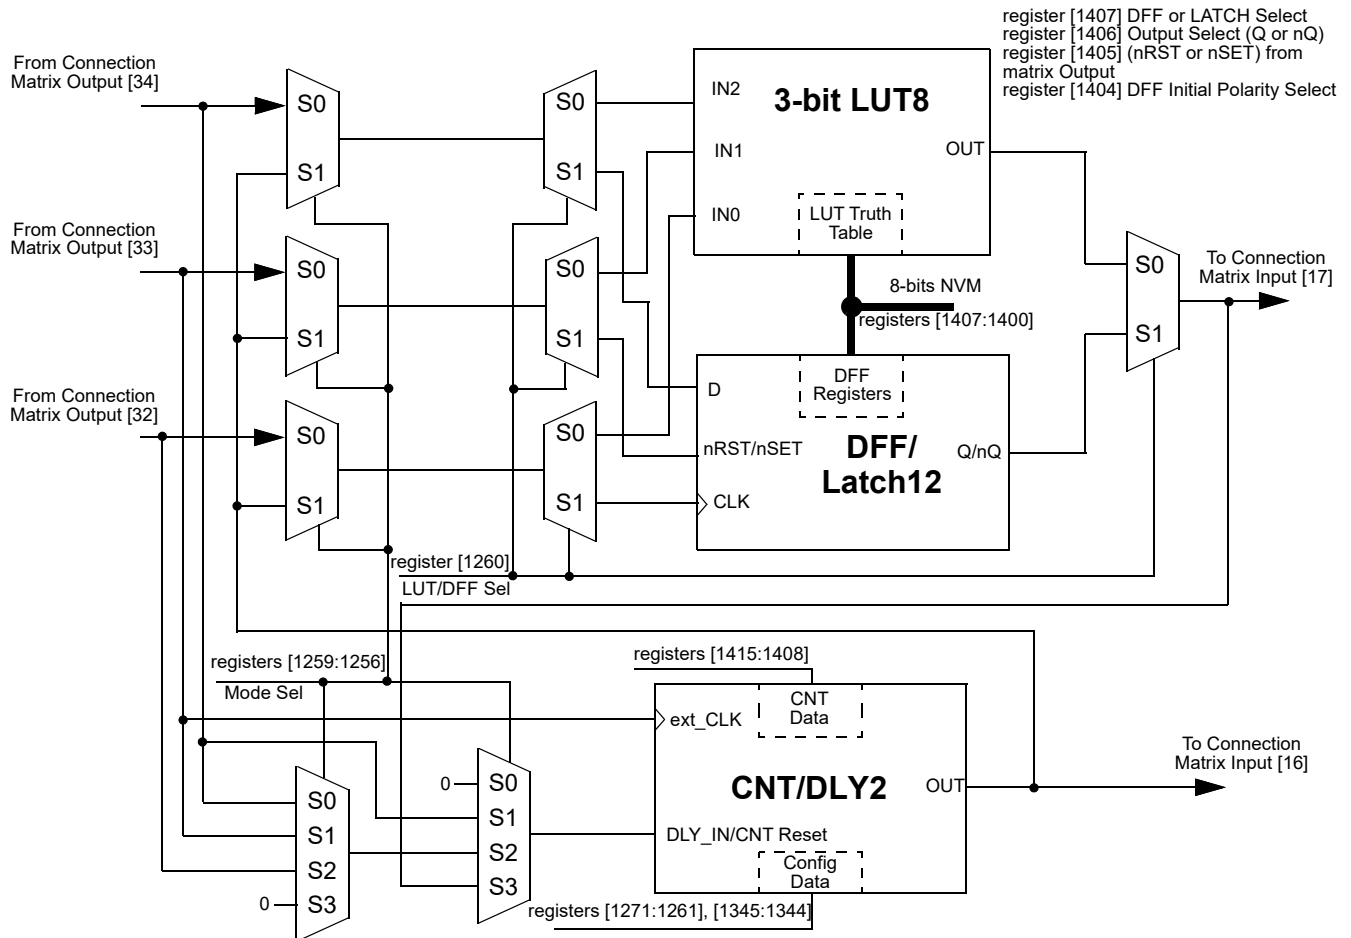 register [1407] DFF or LATCH Select
register [1406] Output Select (Q or nQ)
register [1405] (nRST or nSET) from
matrix Output
register [1404] DFF Initial Polarity Select
From Connection
Matrix Output [34]
S0
S1
S0
S1
IN2
3-bit LUT8
IN1
OUT
IN0
LUT Truth
Table
From Connection
Matrix Output [33]
S0
S1
S0
S1
8-bits NVM
registers [1407:1400]
S0
S1
To Connection
Matrix Input [17]
From Connection
Matrix Output [32]
S0
S1
S0
S1
D
DFF
Registers
nRST/nSET
DFF/
Latch12
Q/nQ
CLK
register [1260]
LUT/DFF Sel
registers [1259:1256]
Mode Sel
registers [1415:1408]
ext_CLK
CNT
Data
CNT/DLY2
OUT
To Connection
Matrix Input [16]
DLY_IN/CNT Reset
Config
Data
0
S0
S1
S2
S3
S0
S1
S2
0
S3
registers [1271:1261], [1345:1344]